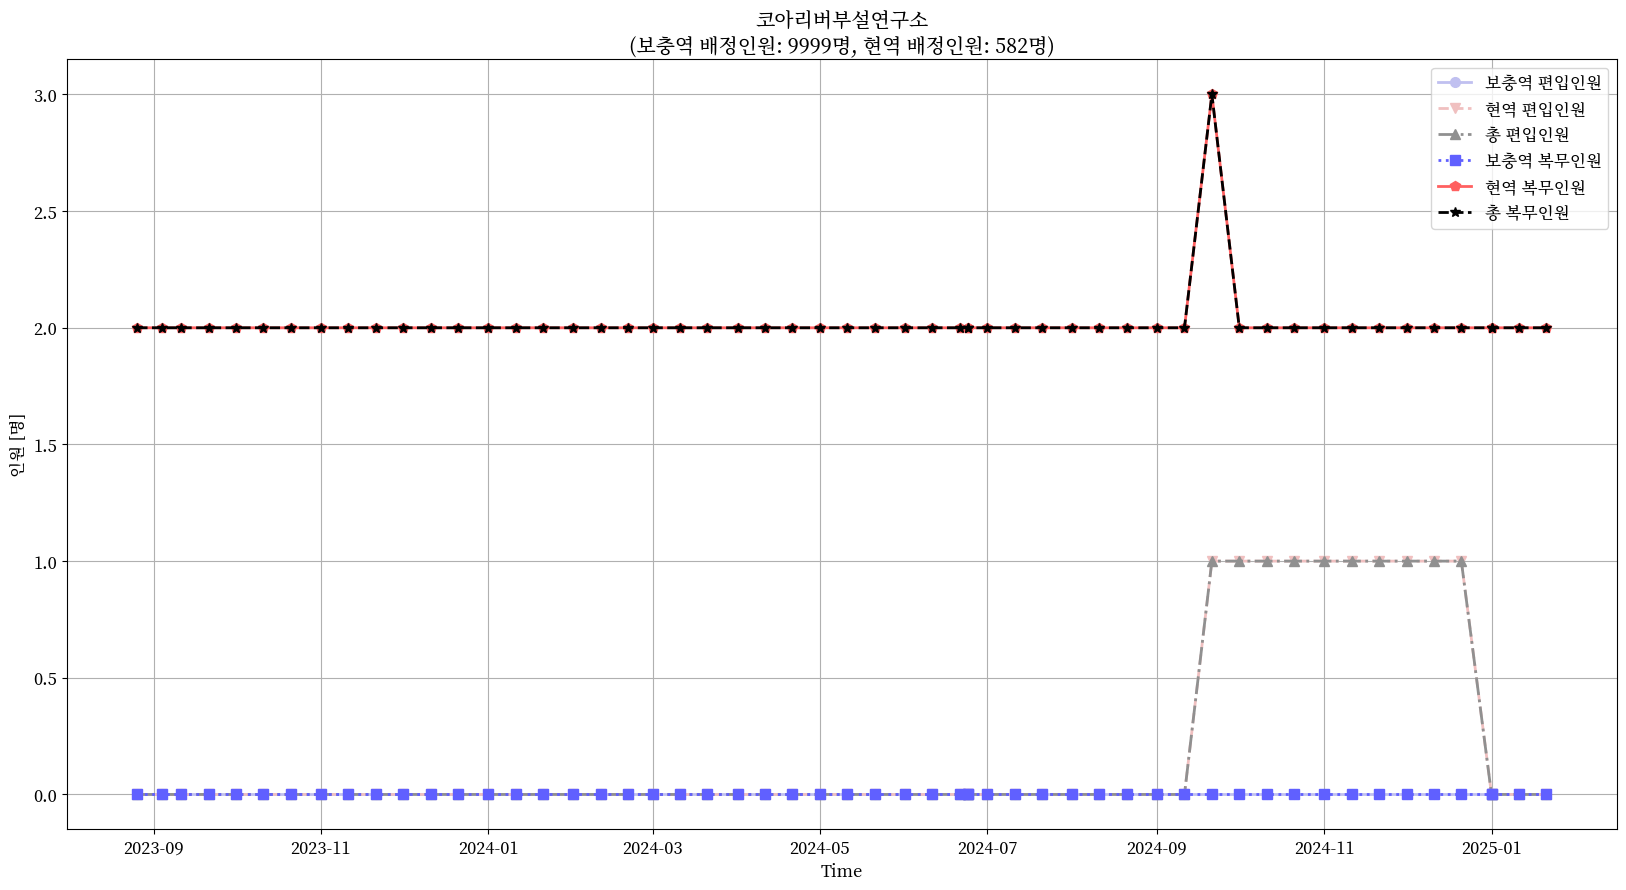 코아리버부설연구소
(보충역 배정인원: 9999명, 현역 배정인원: 582명)
보충역 편입인원
현역 편입인원
총 편입인원
보충역 복무인원
현역 복무인원
총 복무인원
인원 [명]
3.0
2.5
2.0
1.5
1.0
0.5
0.0
2023-09
2023-11
2024-01
2024-03
2024-05
2024-07
2024-09
2024-11
2025-01
Time